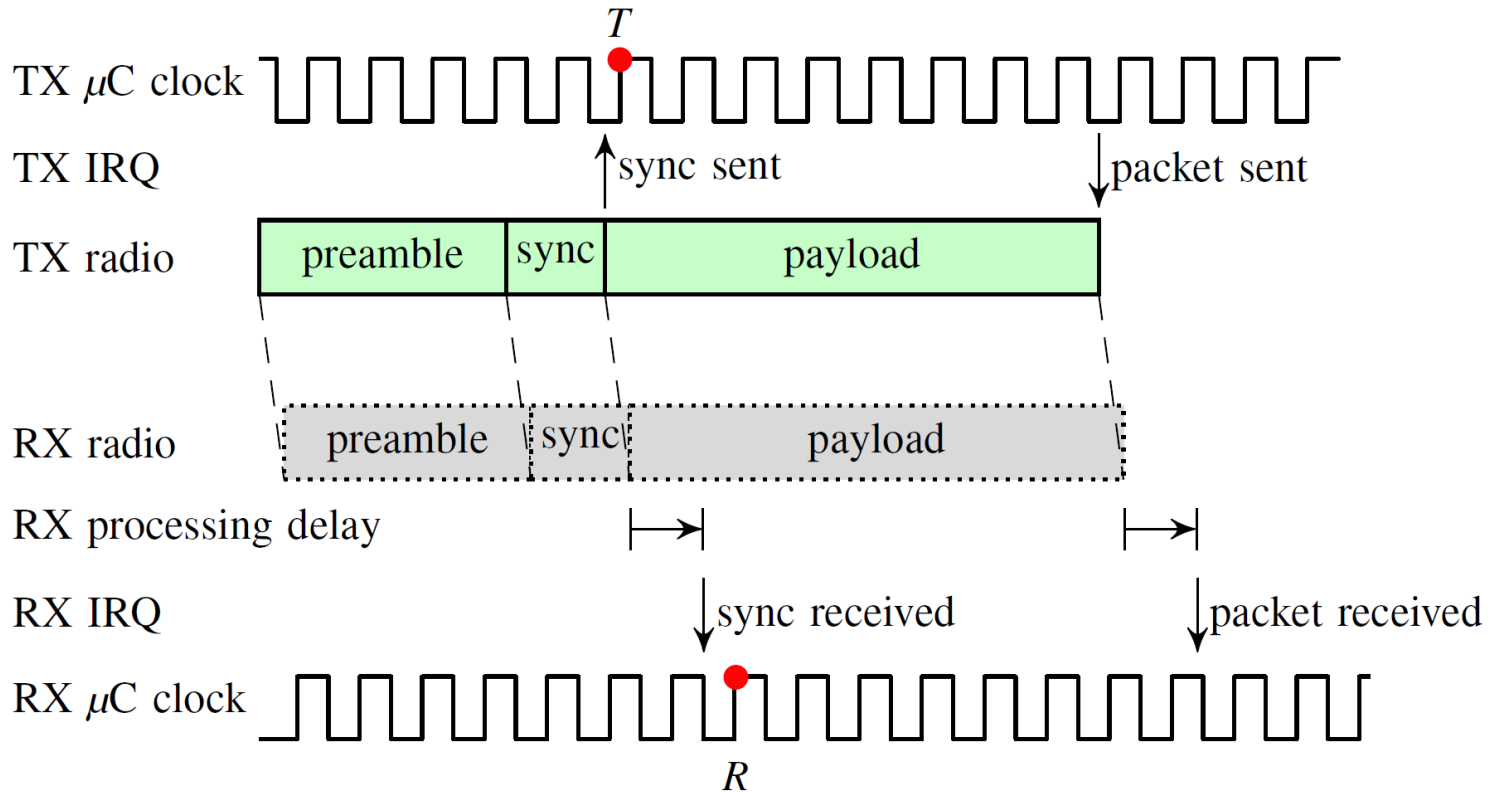 T
TX μC clock
TX IRQ sync sent packet sent
TX radio preamble sync payload
RX radio preamble sync payload
RX processing delay
RX IRQ sync received packet received
RX μC clock
R